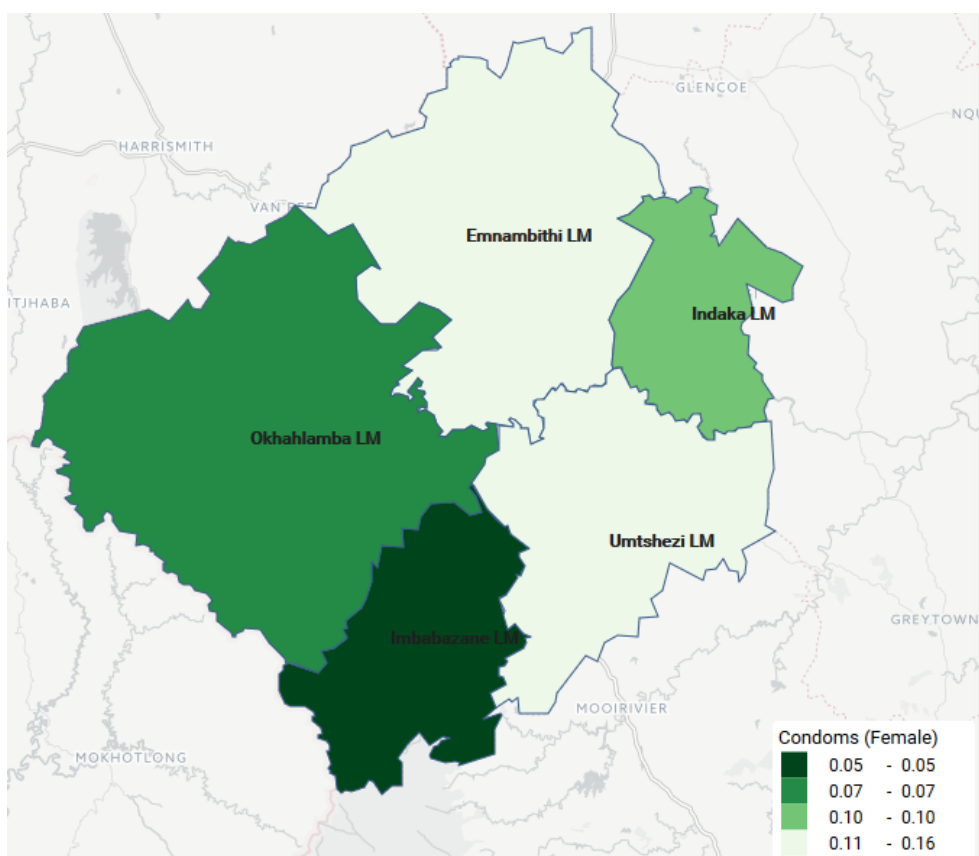 GLENCOE
NQU
HARRISMITH
Emnambithi LM
ITJHABA
Indaka LM
Okhahlamba LM
Umtshezi LM
GREYTOWN
Imbabazane LM
MOOIRIVIER
MOKHOTLONG
Condoms (Female)
0.05 - 0.05
0.07 - 0.07
0.10 - 0.10
0.11 - 0.16